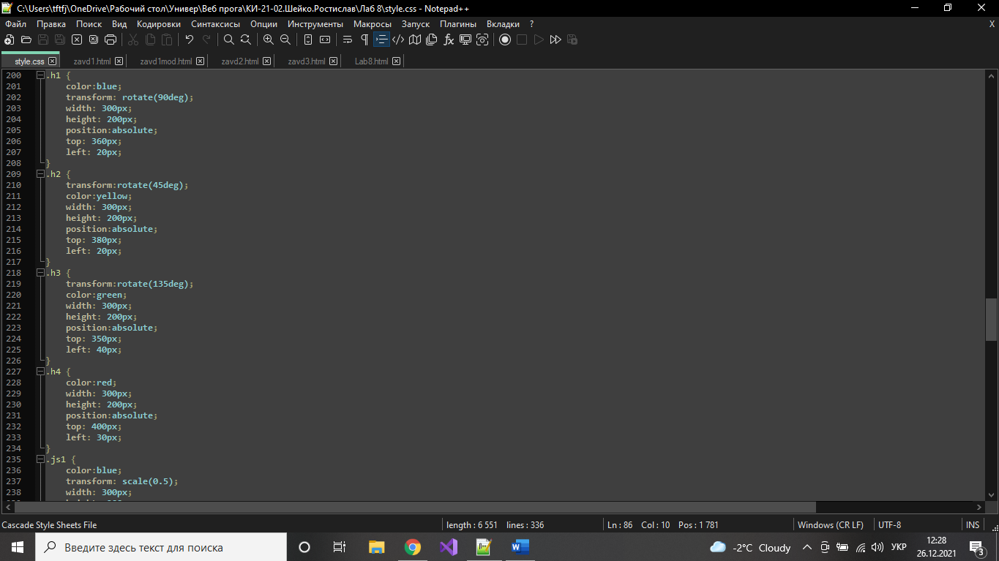 C:\Users\tftfj\OneDrive\Рабочий стол\Универ\Веб прога\КИ-21-02.Шейко.Ростислав\Лаб 8\style.css - Notepad++
Файл Правка Поиск Вид Кодировки Синтаксисы Опции Инструменты Макросы Запуск Плагины Вкладки ? X
style.css zavd1.html zavd1mod.html zavd2.html zavd3.html Lab8.html
200 .h1 {
201 color:blue;
202 transform: rotate(90deg);
203 width: 300px;
204 height: 200px;
205 position:absolute;
206 top: 360px;
207 left: 20px;
208 }
209 .h2 {
210 transform:rotate(45deg);
211 color:yellow;
212 width: 300px;
213 height: 200px;
214 position:absolute;
215 top: 380px;
216 left: 20px;
217 }
218 .h3 {
219 transform:rotate(135deg);
220 color:green;
221 width: 300px;
222 height: 200px;
223 position:absolute;
224 top: 350px;
225 left: 40px;
226 }
227 .h4 {
228 color:red;
229 width: 300px;
230 height: 200px;
231 position:absolute;
232 top: 400px;
233 left: 30px;
234 }
235 .js1 {
236 color:blue;
237 transform: scale(0.5);
238 width: 300px;
Cascade Style Sheets File length : 6 551 lines : 336 Ln : 86 Col : 10 Pos : 1 781 Windows (CR LF) UTF-8 INS
Введите здесь текст для поиска -2°C Cloudy УКР 12:28
26.12.2021 3